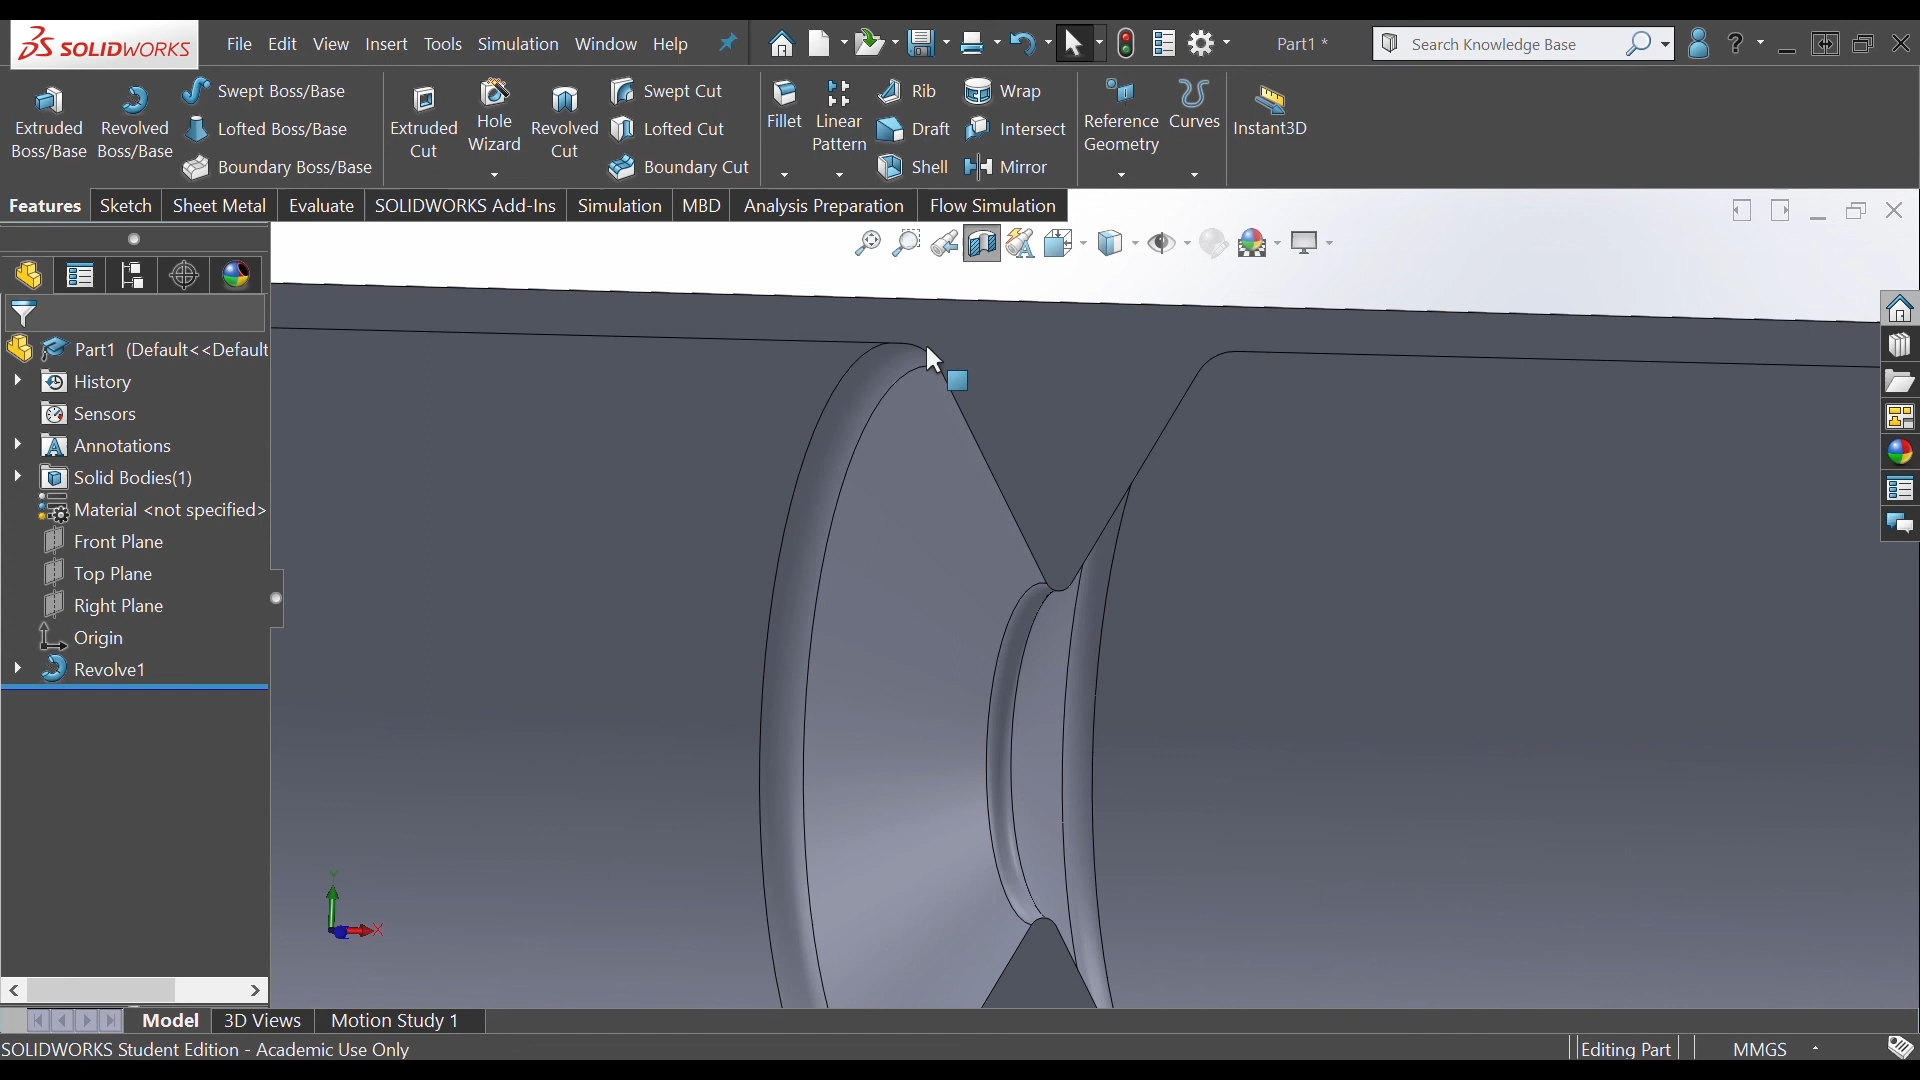 SOLIDWORKS
File Edit View Insert Tools Simulation Window Help
Part1 *
Search Knowledge Base
?
Extruded Boss/Base
Revolved Boss/Base
Swept Boss/Base
Lofted Boss/Base
Boundary Boss/Base
Extruded Cut
Hole Wizard
Revolved Cut
Swept Cut
Lofted Cut
Boundary Cut
Fillet
Linear Pattern
Rib
Draft
Shell
Wrap
Intersect
Mirror
Reference Geometry
Curves
Instant3D
Features Sketch Sheet Metal Evaluate SOLIDWORKS Add-Ins Simulation MBD Analysis Preparation Flow Simulation
Part1 (Default<<Default
History
Sensors
Annotations
Solid Bodies(1)
Material <not specified>
Front Plane
Top Plane
Right Plane
Origin
Revolve1
Y
X
Model 3D Views Motion Study 1
SOLIDWORKS Student Edition - Academic Use Only
Editing Part
MMGS